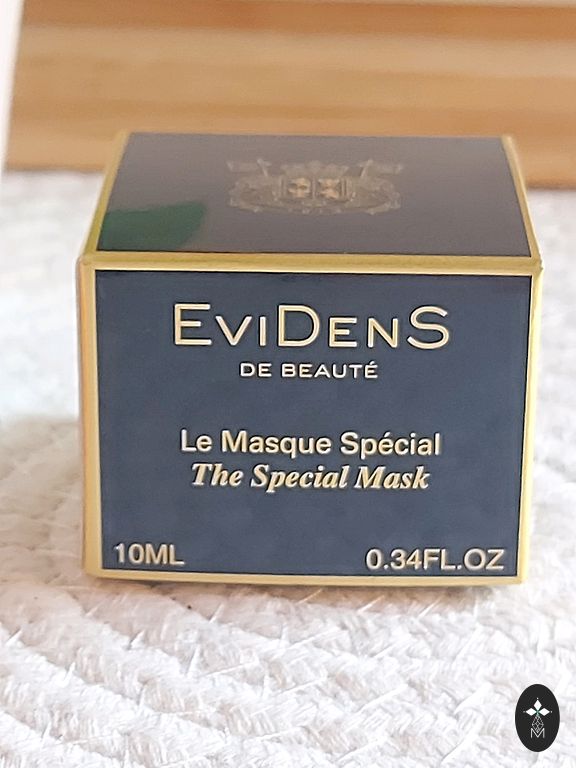 EVIDENS
DE BEAUTÉ
Le Masque Spécial
The Special Mask
10ML 0.34FL.OZ
M